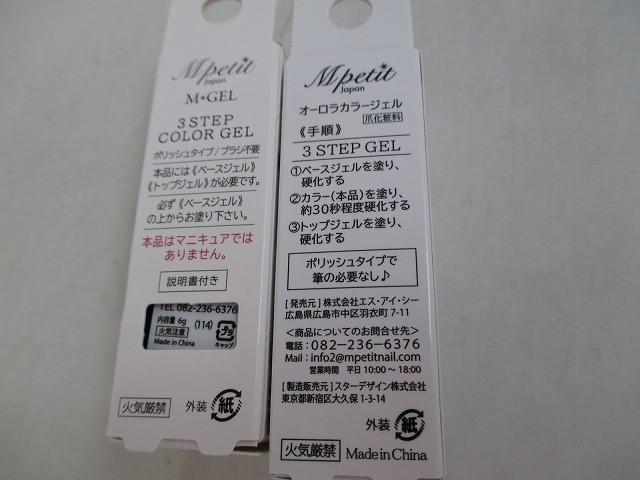 Mpetit
Japan
M★GEL
3 STEP
COLOR GEL
ポリッシュタイプ/ブラシ不要
本品には《ベースジェル》
《トップジェル》が必要です。
必ず《ベースジェル》
の上からお塗り下さい。
本品はマニキュアでは
ありません。
説明書付き
TEL 082-236-6376
内容量 6g (114)
火気注意
プラ
Made in China
キャップ
火気厳禁
外装
紙
Mpetit
Japan
オーロラカラージェル
爪化粧料
《手順》
3 STEP GEL
①ベースジェルを塗り、
硬化する
②カラー(本品)を塗り、
約30秒程度硬化する
③トップジェルを塗り、
硬化する
ポリッシュタイプで
筆の必要なし♪
[発売元]株式会社エス・アイ・シー
広島県広島市中区羽衣町 7-11
<商品についてのお問合せ先>
電話:082-236-6376
Mail:info2@mpetitnail.com
営業時間 平日 10:00~18:00
[製造販売元]スターデザイン株式会社
東京都新宿区大久保 1-3-14
外装
紙
火気厳禁
Made in China